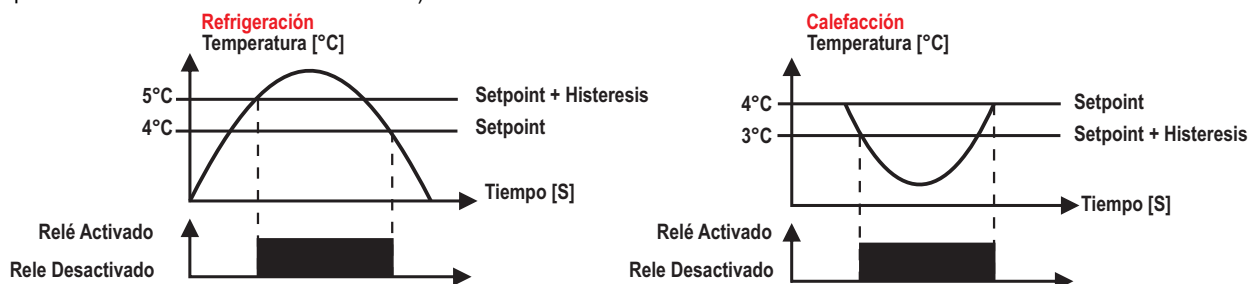 Refrigeración
Temperatura [°C]
5°C
Setpoint + Histeresis
4°C
Setpoint
Tiempo [S]
Relé Activado
Rele Desactivado
Calefacción
Temperatura [°C]
4°C
Setpoint
3°C
Setpoint + Histeresis
Tiempo [S]
Relé Activado
Rele Desactivado